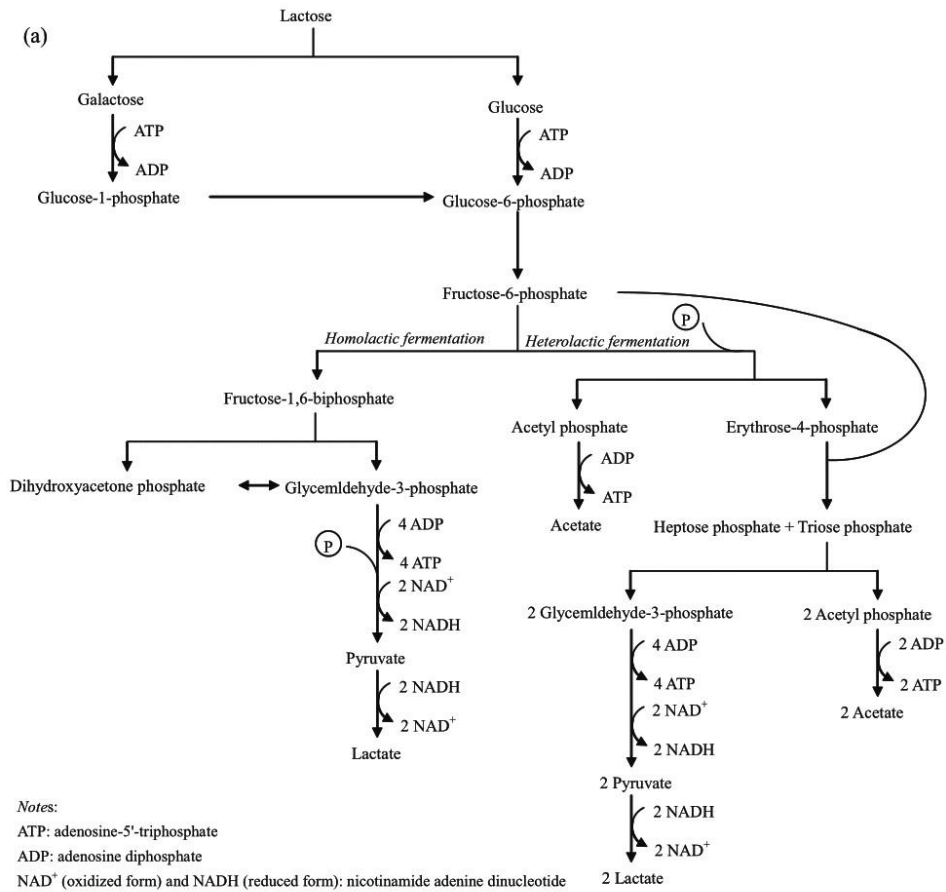 (a)
Lactose
Galactose
Glucose
ATP
ADP
ATP
ADP
Glucose-1-phosphate
Glucose-6-phosphate
Fructose-6-phosphate
P
Homolactic fermentation
Heterolactic fermentation
Fructose-1,6-biphosphate
Acetyl phosphate
Erythrose-4-phosphate
ADP
ATP
Dihydroxyacetone phosphate
Glycemldehyde-3-phosphate
Acetate
Heptose phosphate + Triose phosphate
P
4 ADP
4 ATP
2 NAD⁺
2 NADH
Pyruvate
2 NADH
2 NAD⁺
Lactate
2 Glycemldehyde-3-phosphate
2 Acetyl phosphate
4 ADP
4 ATP
2 NAD⁺
2 NADH
2 ADP
2 ATP
2 Acetate
2 Pyruvate
2 NADH
2 NAD⁺
2 Lactate
Notes:
ATP: adenosine-5'-triphosphate
ADP: adenosine diphosphate
NAD⁺ (oxidized form) and NADH (reduced form): nicotinamide adenine dinucleotide